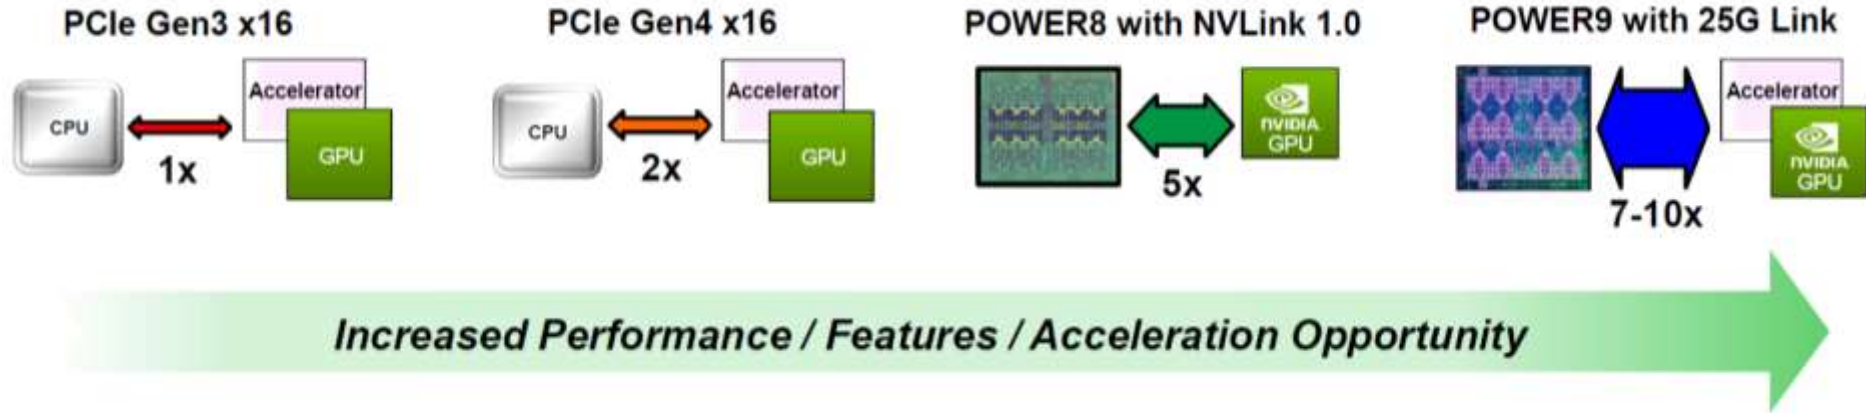 PCIe Gen3 x16
CPU
Accelerator
GPU
1x
PCIe Gen4 x16
CPU
Accelerator
GPU
2x
POWER8 with NVLink 1.0
nVIDIA
GPU
5x
POWER9 with 25G Link
Accelerator
nVIDIA
GPU
7-10x
Increased Performance / Features / Acceleration Opportunity